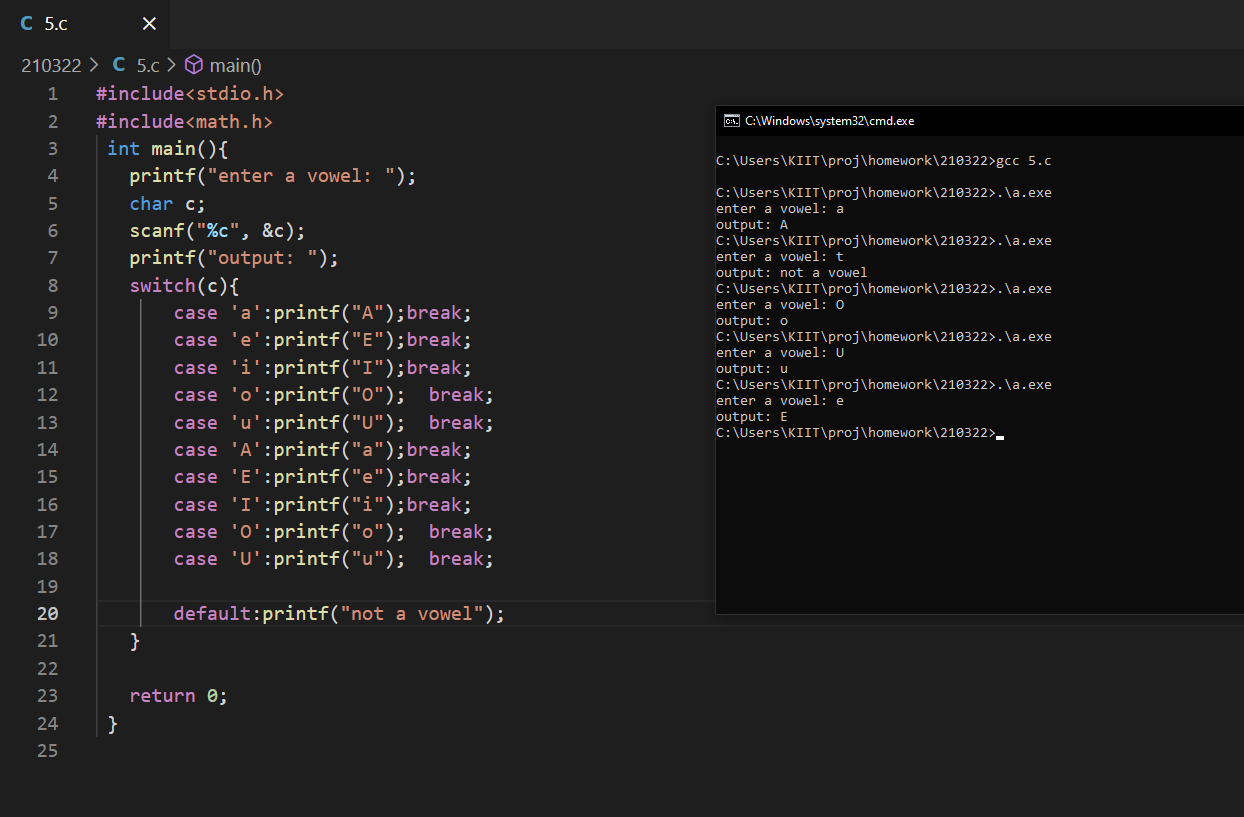 C 5.c ×
210322 > C 5.c > main()
1 #include<stdio.h>
2 #include<math.h>
3 int main(){
4 printf("enter a vowel: ");
5 char c;
6 scanf("%c", &c);
7 printf("output: ");
8 switch(c){
9 case 'a':printf("A");break;
10 case 'e':printf("E");break;
11 case 'i':printf("I");break;
12 case 'o':printf("O");  break;
13 case 'u':printf("U");  break;
14 case 'A':printf("a");break;
15 case 'E':printf("e");break;
16 case 'I':printf("i");break;
17 case 'O':printf("o");  break;
18 case 'U':printf("u");  break;
19
20 default:printf("not a vowel");
21 }
22
23 return 0;
24 }
25
C:\Windows\system32\cmd.exe
C:\Users\KIIT\proj\homework\210322>gcc 5.c
C:\Users\KIIT\proj\homework\210322>.\a.exe
enter a vowel: a
output: A
C:\Users\KIIT\proj\homework\210322>.\a.exe
enter a vowel: t
output: not a vowel
C:\Users\KIIT\proj\homework\210322>.\a.exe
enter a vowel: O
output: o
C:\Users\KIIT\proj\homework\210322>.\a.exe
enter a vowel: U
output: u
C:\Users\KIIT\proj\homework\210322>.\a.exe
enter a vowel: e
output: E
C:\Users\KIIT\proj\homework\210322>